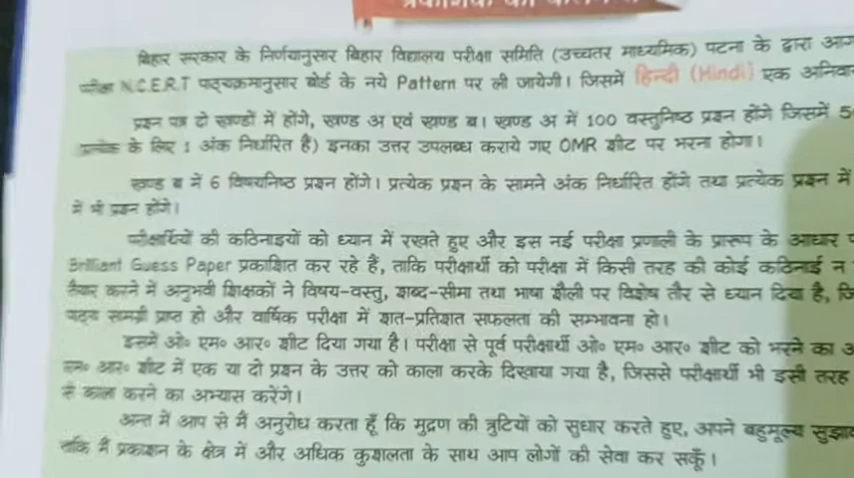 बिहार सरकार के निर्णयानुसार बिहार विद्यालय परीक्षा समिति (उच्चतर माध्यमिक) पटना के द्वारा
परीक्षा N.C.E.R.T पाठ्यक्रमानुसार बोर्ड के नये Pattern पर ली जायेगी। जिसमें हिन्दी (Hindi) एक
प्रश्न पत्र दो खण्डों में होंगे, खण्ड अ एवं खण्ड ब। खण्ड अ में 100 वस्तुनिष्ठ प्रश्न होंगे जिसमें
प्रत्येक के लिए 1 अंक निर्धारित है) इनका उत्तर उपलब्ध कराये गए OMR शीट पर भरना होगा।
खण्ड ब में 6 विषयनिष्ठ प्रश्न होंगे। प्रत्येक प्रश्न के सामने अंक निर्धारित होंगे तथा प्रत्येक प्रश्न में
में भी प्रश्न होंगे।
परीक्षार्थियों की कठिनाइयों को ध्यान में रखते हुए और इस नई परीक्षा प्रणाली के प्रारूप के आधार
Brilliant Guess Paper प्रकाशित कर रहे हैं, ताकि परीक्षार्थी को परीक्षा में किसी तरह की कोई कठिनाई न
तैयार करने में अनुभवी शिक्षकों ने विषय-वस्तु, शब्द-सीमा तथा भाषा शैली पर विशेष तौर से ध्यान दिया है,
पाठ्य सामग्री प्राप्त हो और वार्षिक परीक्षा में शत-प्रतिशत सफलता की सम्भावना हो।
इसमें ओ० एम० आर० शीट दिया गया है। परीक्षा से पूर्व परीक्षार्थी ओ० एम० आर० शीट को भरने का
एम० आर० शीट में एक या दो प्रश्न के उत्तर को काला करके दिखाया गया है, जिससे परीक्षार्थी भी इसी तरह
से काला करने का अभ्यास करेंगे।
अन्त में आप से मैं अनुरोध करता हूँ कि मुद्रण की त्रुटियों को सुधार करते हुए, अपने बहुमूल्य
ताकि मैं प्रकाशन के क्षेत्र में और अधिक कुशलता के साथ आप लोगों की सेवा कर सकूँ।